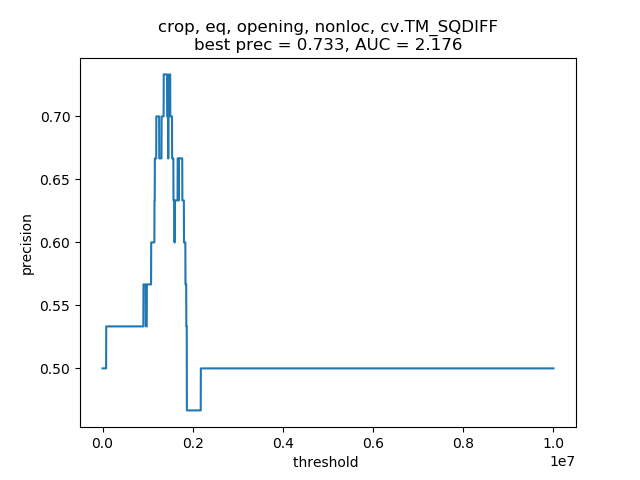 crop, eq, opening, nonloc, cv.TM_SQDIFF
best prec = 0.733, AUC = 2.176
0.70
0.65
0.60
0.55
0.50
precision
0.0 0.2 0.4 0.6 0.8 1.0
1e7
threshold